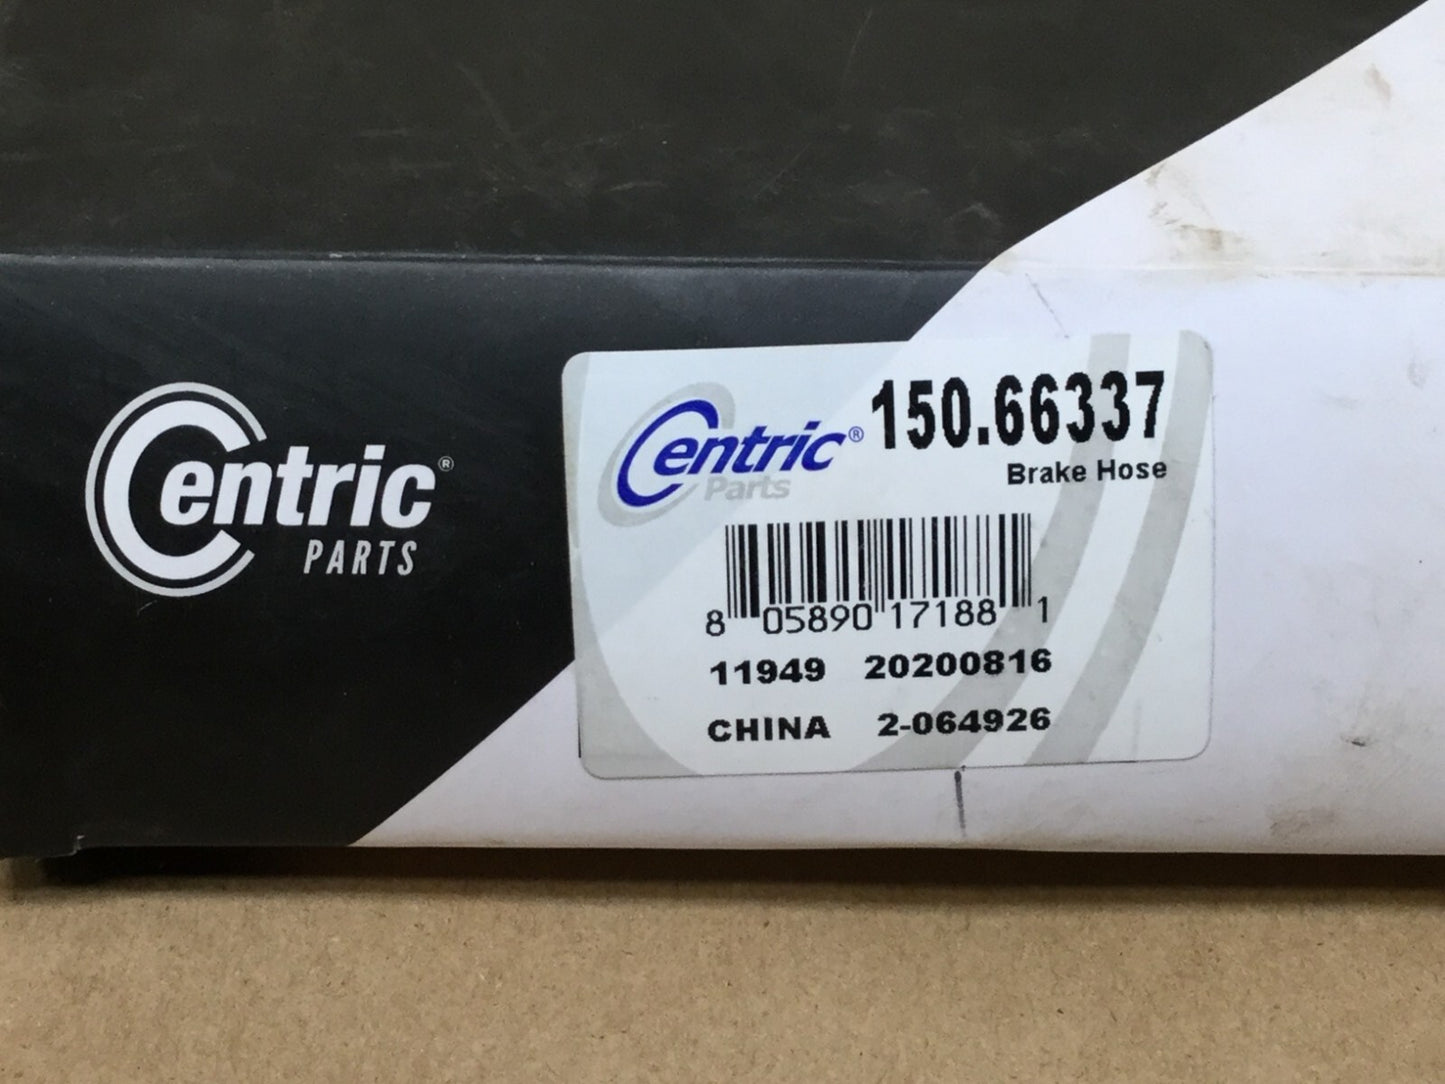 Centric®
PARTS
Centric®
Parts
150.66337
Brake Hose
8 05890 17188 1
11949 20200816
CHINA 2-064926